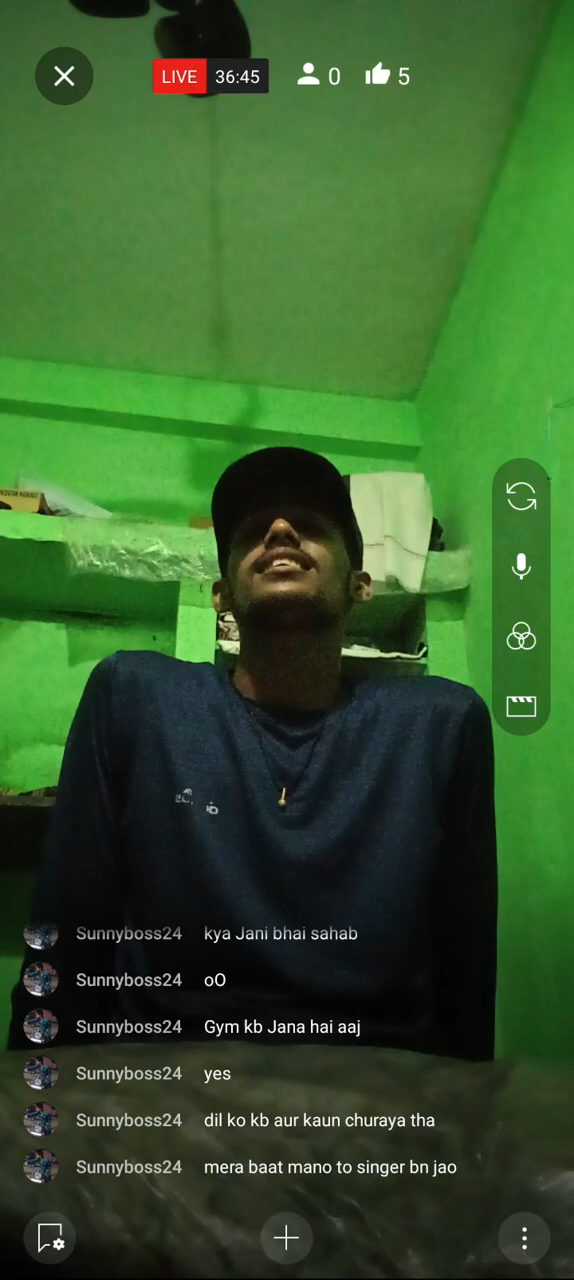 LIVE 36:45 0 5
Sunnyboss24 kya Jani bhai sahab
Sunnyboss24 oO
Sunnyboss24 Gym kb Jana hai aaj
Sunnyboss24 yes
Sunnyboss24 dil ko kb aur kaun churaya tha
Sunnyboss24 mera baat mano to singer bn jao